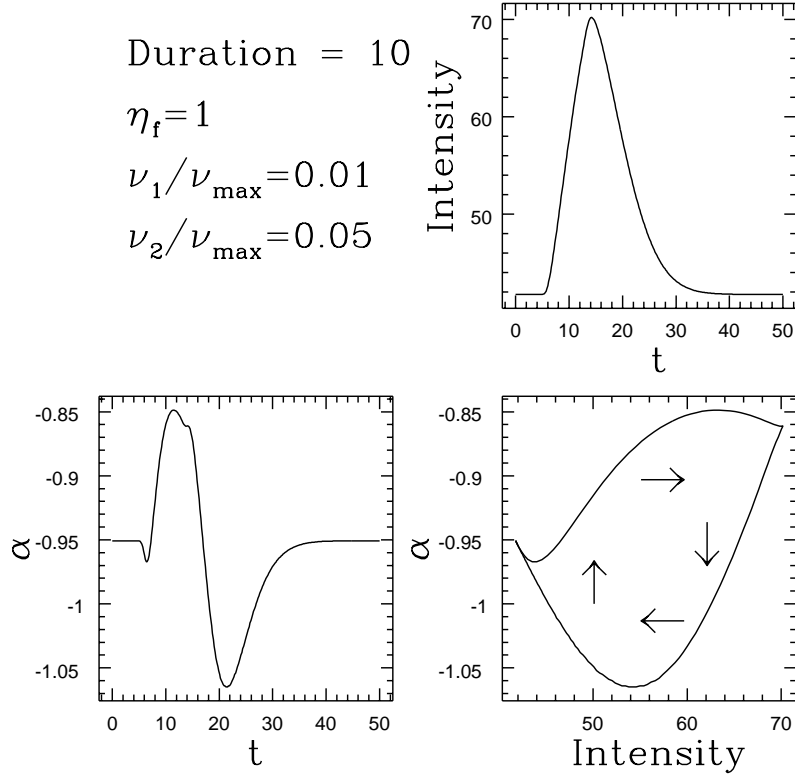 Duration = 10
η_f=1
ν_1/ν_max=0.01
ν_2/ν_max=0.05
Intensity
70
60
50
0 10 20 30 40 50
t
α
-0.85
-0.9
-0.95
-1
-1.05
0 10 20 30 40 50
t
α
-0.85
-0.9
-0.95
-1
-1.05
50 60 70
Intensity